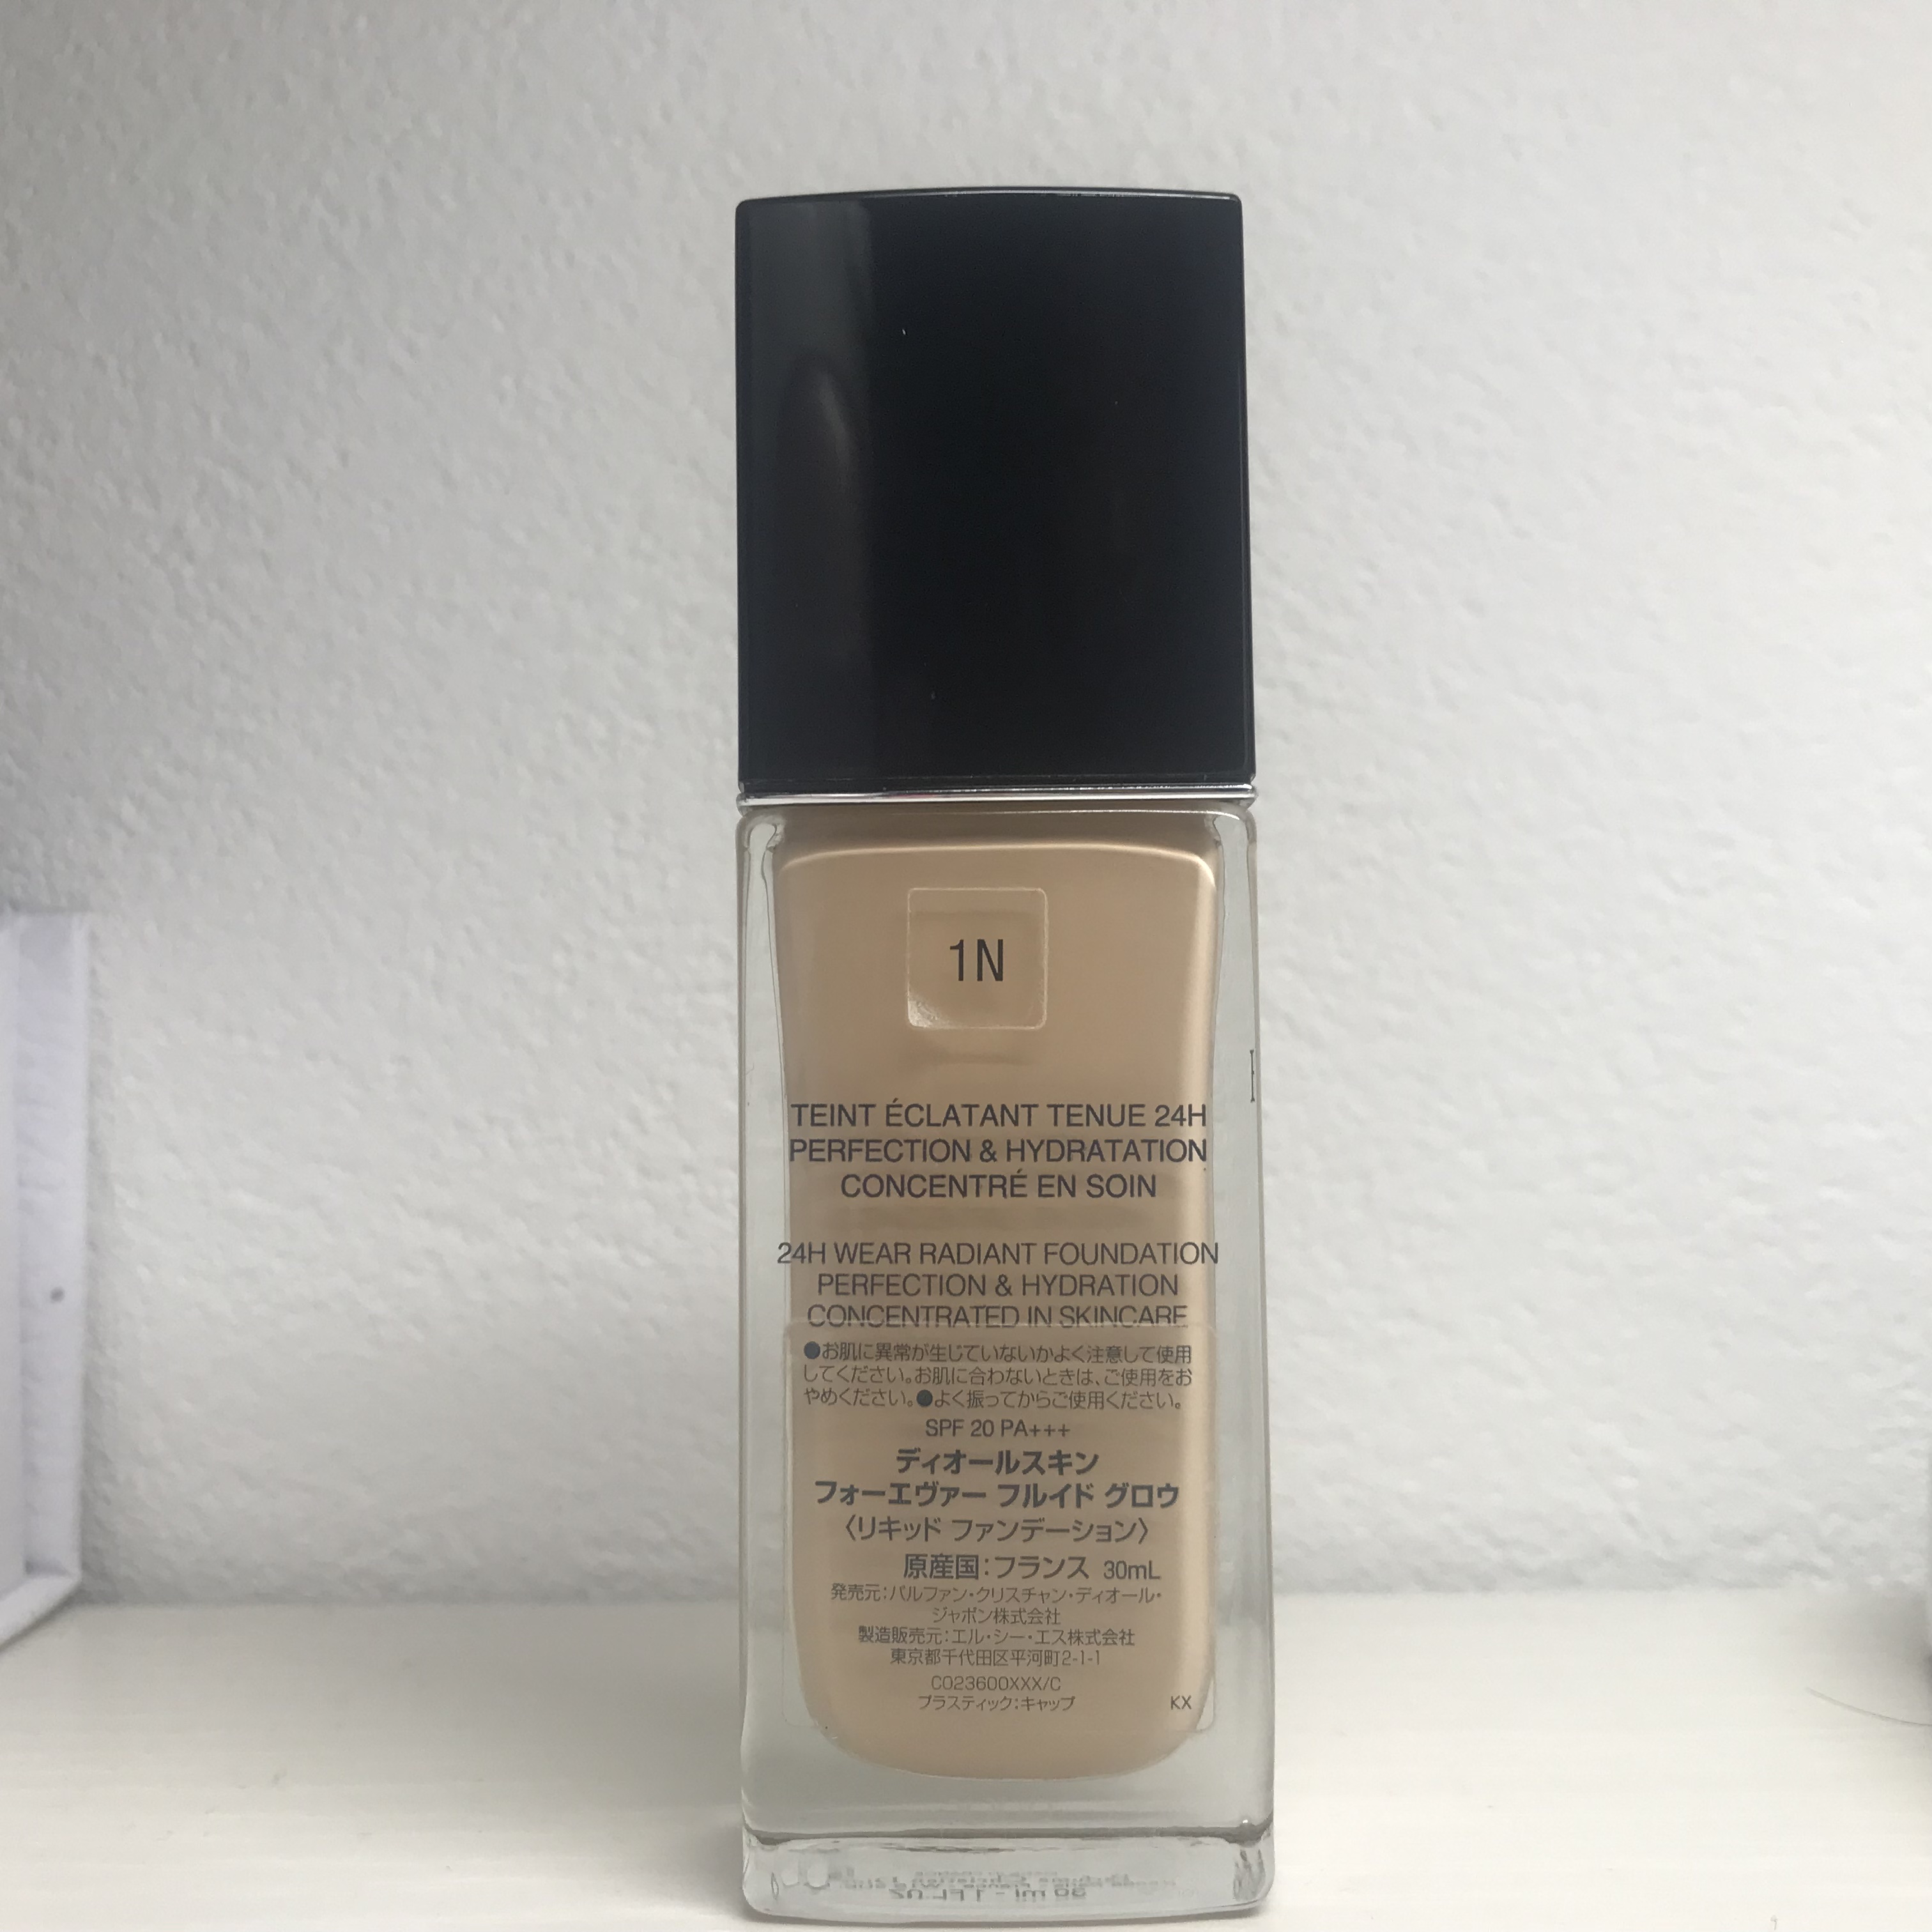 1N
TEINT ÉCLATANT TENUE 24H
PERFECTION & HYDRATATION
CONCENTRÉ EN SOIN
24H WEAR RADIANT FOUNDATION
PERFECTION & HYDRATION
CONCENTRATED IN SKINCARE
●お肌に異常が生じていないかよく注意して使用
してください。お肌に合わないときは、ご使用をお
やめください。●よく振ってからご使用ください。
SPF 20 PA+++
ディオールスキン
フォーエヴァー フルイド グロウ
〈リキッド ファンデーション〉
原産国:フランス 30mL
発売元:パルファン・クリスチャン・ディオール・
ジャポン株式会社
製造販売元:エル・シー・エス株式会社
東京都千代田区平河町2-1-1
C023600XXX/C
プラスティック:キャップ
KX